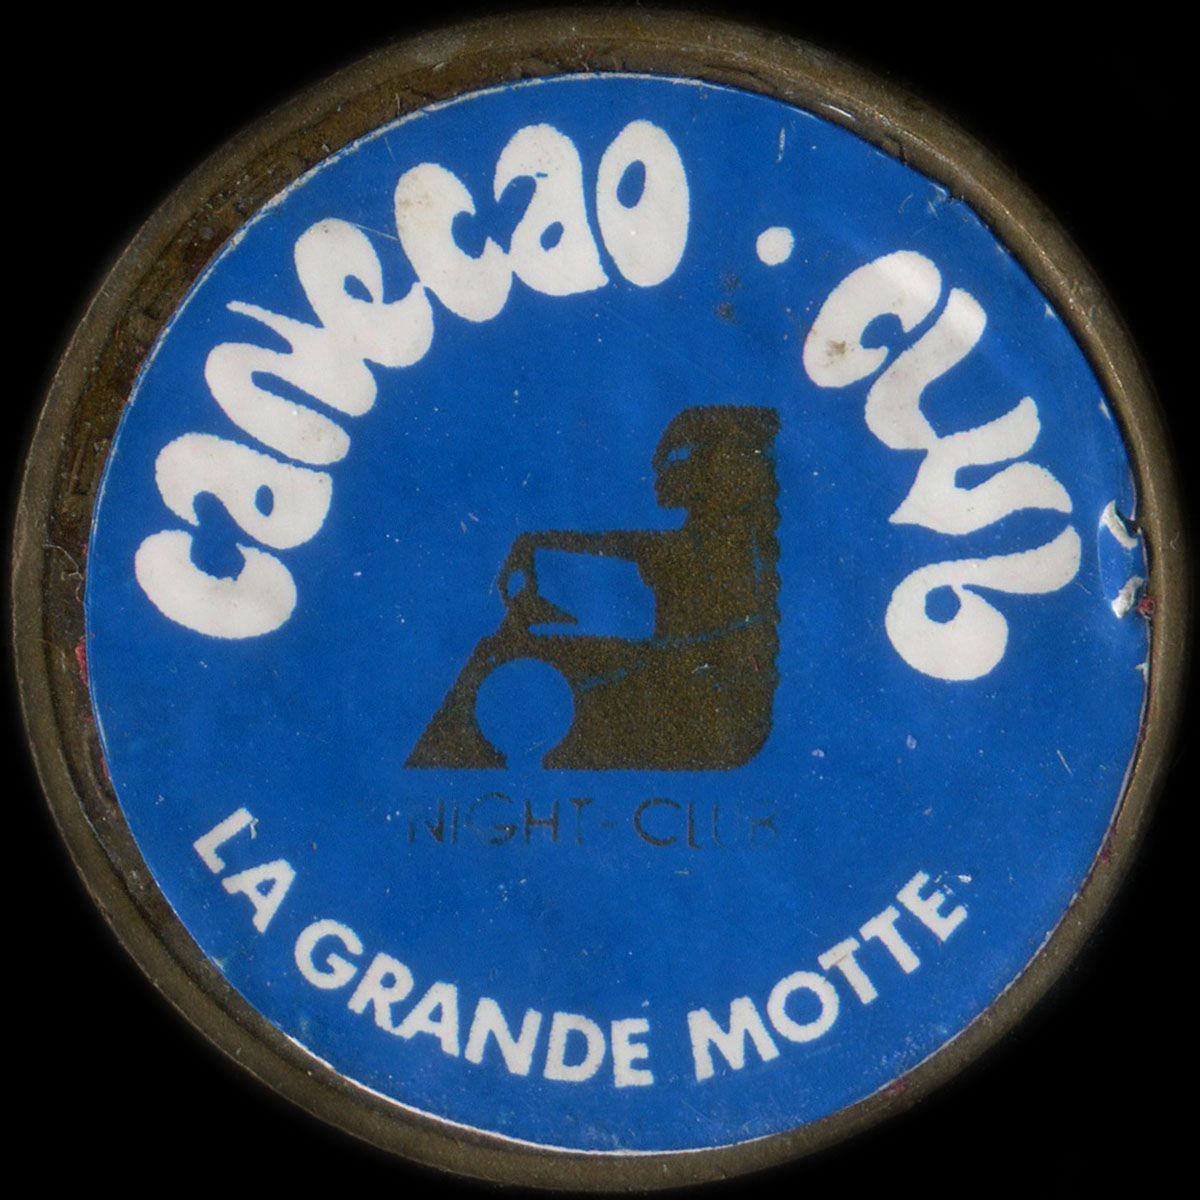 canecao . club
NIGHT-CLUB
LA GRANDE MOTTE